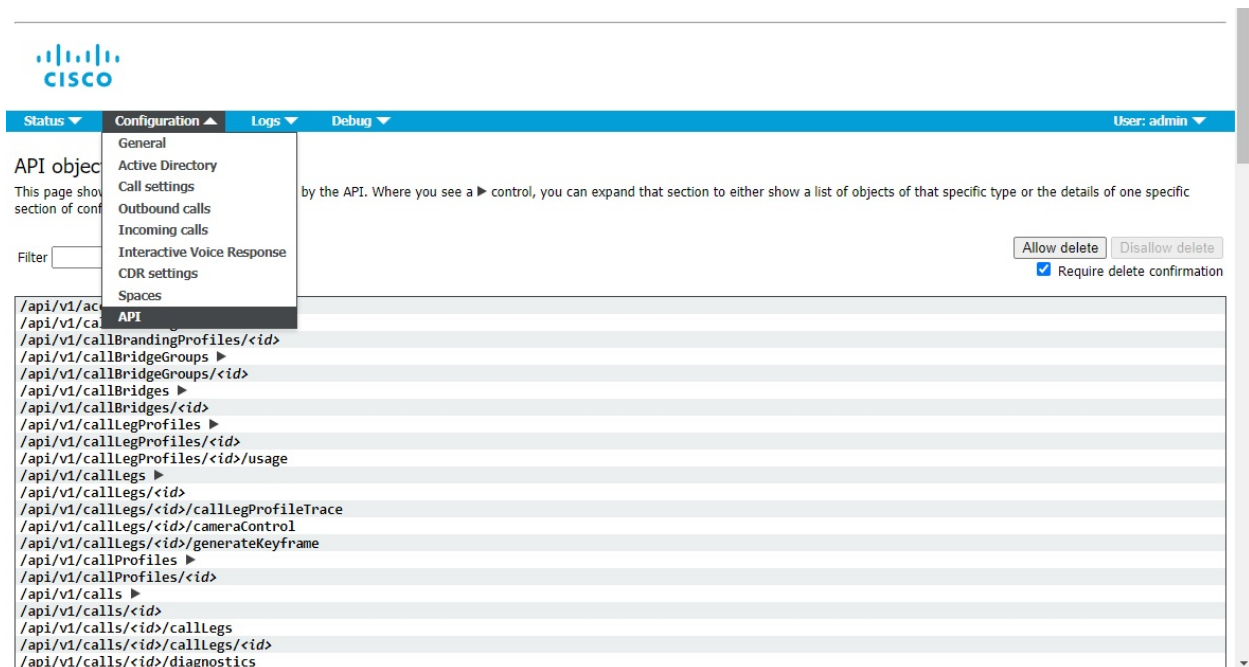 CISCO
Status Configuration Logs Debug User: admin
General
API objec Active Directory
Call settings
This page show by the API. Where you see a ► control, you can expand that section to either show a list of objects of that specific type or the details of one specific
section of conf Outbound calls
Incoming calls
Filter Interactive Voice Response Allow delete Disallow delete
CDR settings Require delete confirmation
Spaces
/api/v1/ac
API
/api/v1/ca
/api/v1/callBrandingProfiles/<id>
/api/v1/callBridgeGroups ►
/api/v1/callBridgeGroups/<id>
/api/v1/callBridges ►
/api/v1/callBridges/<id>
/api/v1/callLegProfiles ►
/api/v1/callLegProfiles/<id>
/api/v1/callLegProfiles/<id>/usage
/api/v1/callLegs ►
/api/v1/callLegs/<id>
/api/v1/callLegs/<id>/callLegProfileTrace
/api/v1/callLegs/<id>/cameraControl
/api/v1/callLegs/<id>/generateKeyframe
/api/v1/callProfiles ►
/api/v1/callProfiles/<id>
/api/v1/calls ►
/api/v1/calls/<id>
/api/v1/calls/<id>/callLegs
/api/v1/calls/<id>/callLegs/<id>
/api/v1/calls/<id>/diagnostics